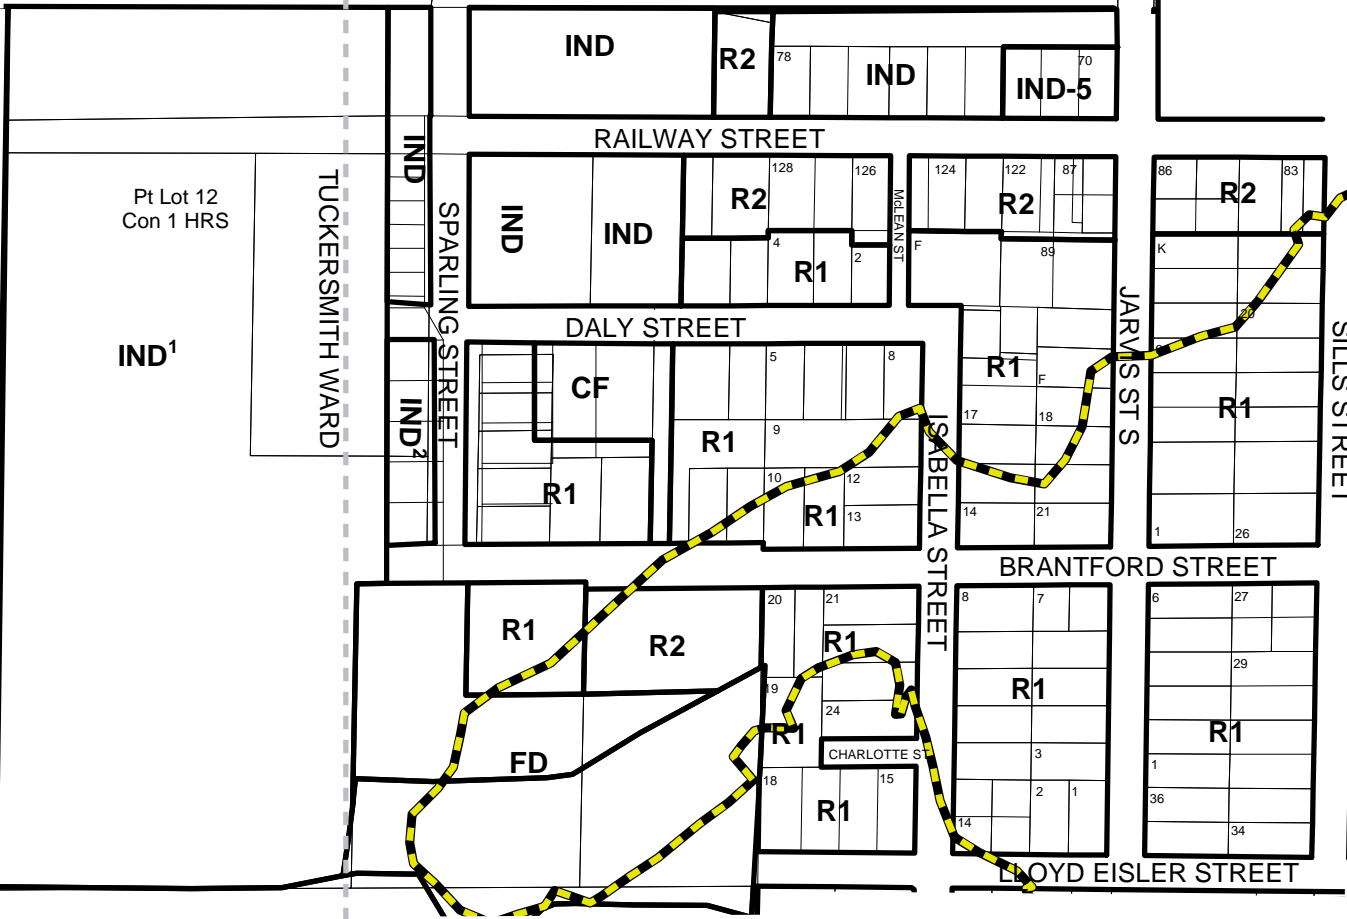 IND
R2
78
IND
70
IND-5
RAILWAY STREET
IND
Pt Lot 12
Con 1 HRS
TUCKERSMITH WARD
SPARLING STREET
IND
IND
128
126
R2
4
R1
2
McLEAN ST
124
122
87
R2
F
89
86
83
R2
K
DALY STREET
JARVIS ST S
20
SILLS STREET
IND¹
IND²
CF
R1
5
8
R1
9
10
12
R1
13
ISABELLA STREET
R1
F
17
18
14
21
R1
1
26
BRANTFORD STREET
R1
R2
20
21
R1
19
24
R1
CHARLOTTE ST
18
15
R1
FD
8
7
R1
3
2
1
14
6
27
29
R1
1
36
34
LLOYD EISLER STREET